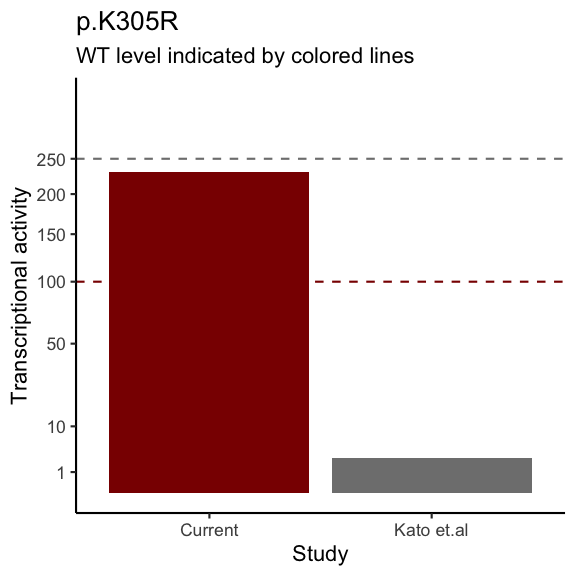 p.K305R
WT level indicated by colored lines
Transcriptional activity
250
200
150
100
50
10
1
Current
Kato et.al
Study